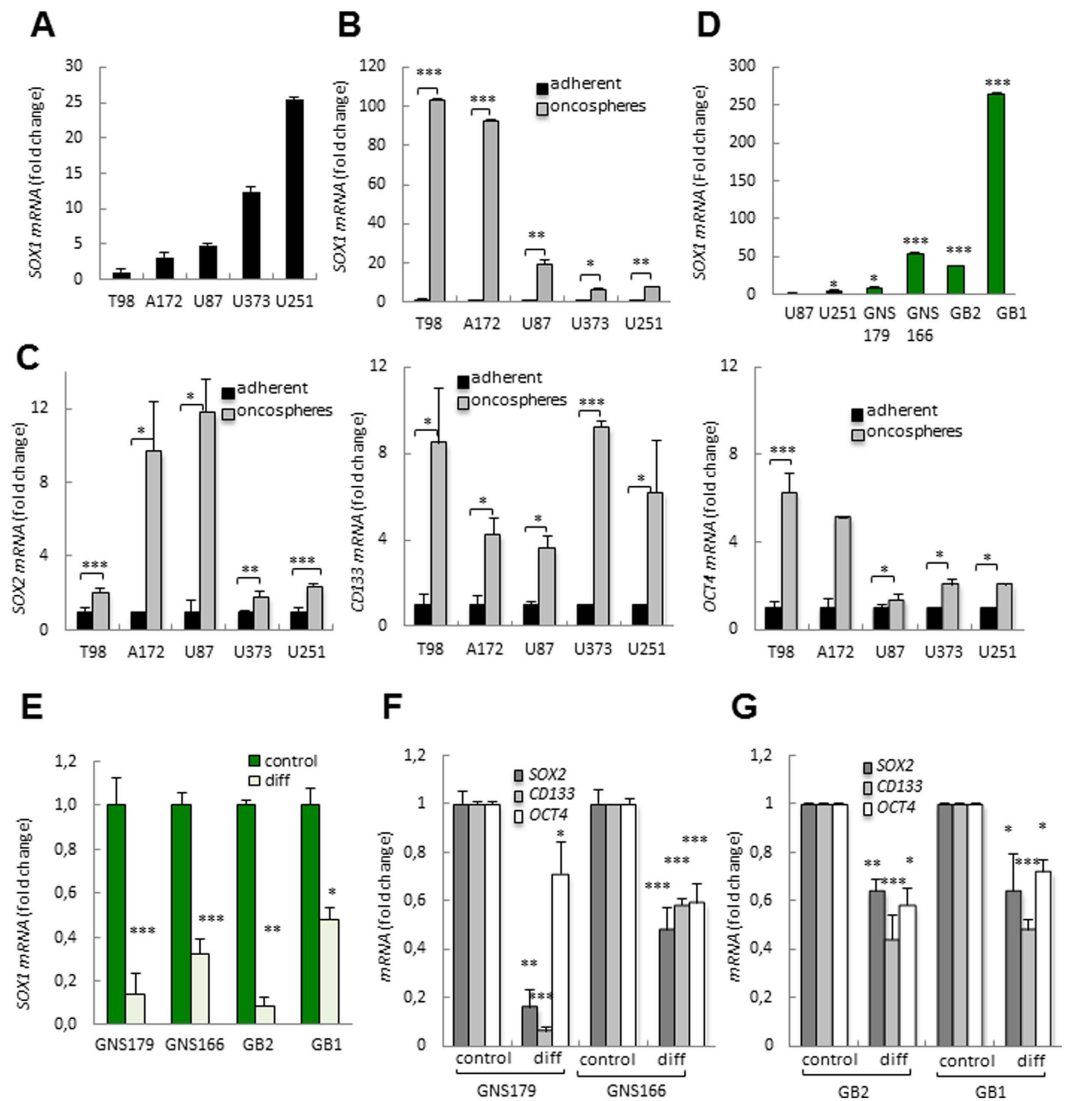 A
SOX1 mRNA (fold change)
30
25
20
15
10
5
0
T98 A172 U87 U373 U251
B
SOX1 mRNA (fold change)
120
100
80
60
40
20
0
adherent
oncospheres
***
***
**
*
**
T98 A172 U87 U373 U251
D
SOX1 mRNA (Fold change)
300
250
200
150
100
50
0
*
*
***
***
***
U87 U251 GNS 179 GNS 166 GB2 GB1
C
SOX2 mRNA (fold change)
12
8
4
0
adherent
oncospheres
***
*
*
**
***
T98 A172 U87 U373 U251
CD133 mRNA (fold change)
12
8
4
0
adherent
oncospheres
*
*
*
***
*
T98 A172 U87 U373 U251
OCT4 mRNA (fold change)
12
8
4
0
adherent
oncospheres
***
*
*
*
T98 A172 U87 U373 U251
E
SOX1 mRNA (fold change)
1,2
1,0
0,8
0,6
0,4
0,2
0,0
control
diff
***
***
**
*
GNS179 GNS166 GB2 GB1
F
mRNA (fold change)
1,2
1
0,8
0,6
0,4
0,2
0
SOX2
CD133
OCT4
**
***
*
***
***
***
control diff control diff
GNS179 GNS166
G
mRNA (fold change)
1,2
1
0,8
0,6
0,4
0,2
0
SOX2
CD133
OCT4
**
***
*
*
***
*
control diff control diff
GB2 GB1